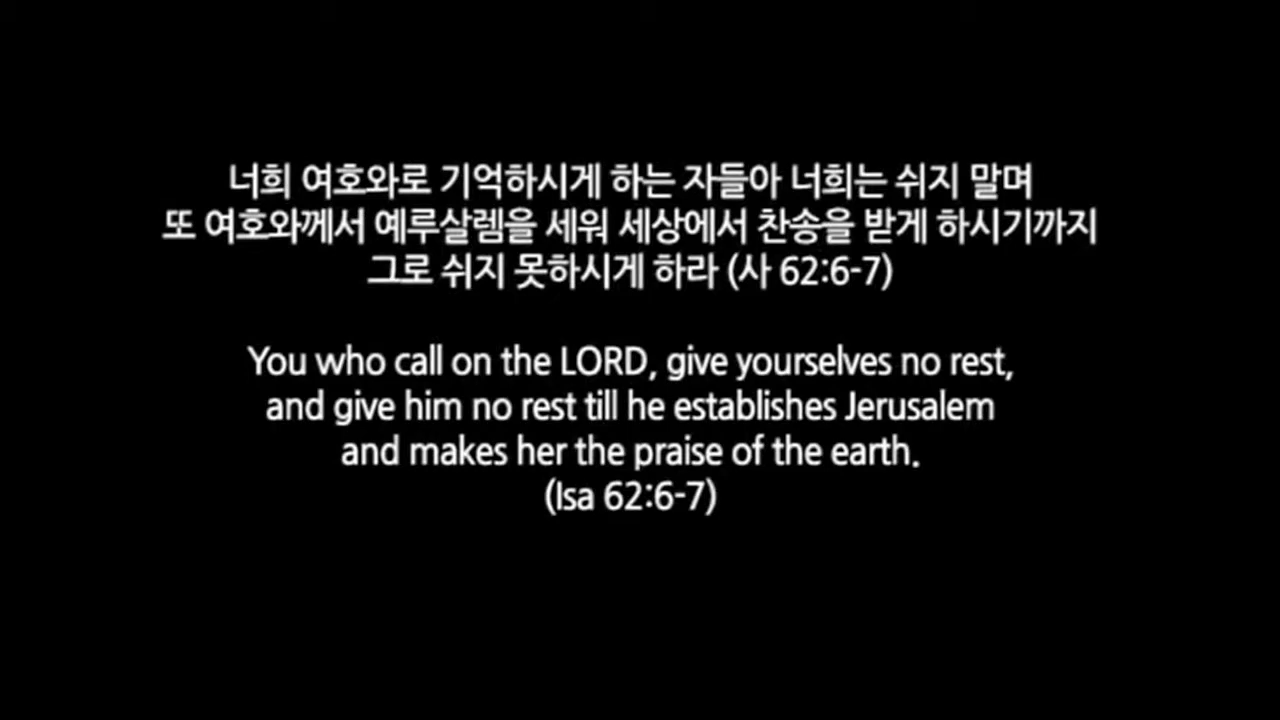 너희 여호와로 기억하시게 하는 자들아 너희는 쉬지 말며
또 여호와께서 예루살렘을 세워 세상에서 찬송을 받게 하시기까지
그로 쉬지 못하시게 하라 (사 62:6-7)
You who call on the LORD, give yourselves no rest,
and give him no rest till he establishes Jerusalem
and makes her the praise of the earth.
(Isa 62:6-7)